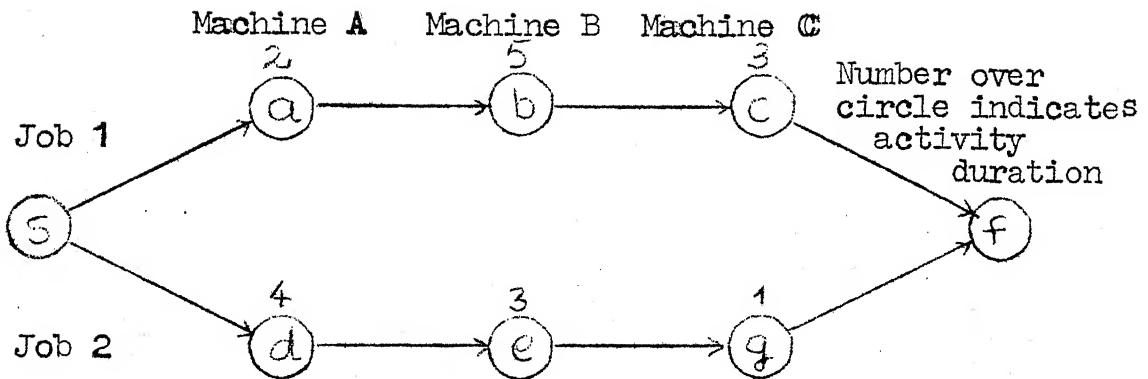 Machine A Machine B Machine C
2 5 3
a b c
Number over
circle indicates
activity
duration
Job 1
s
f
4 3 1
d e g
Job 2